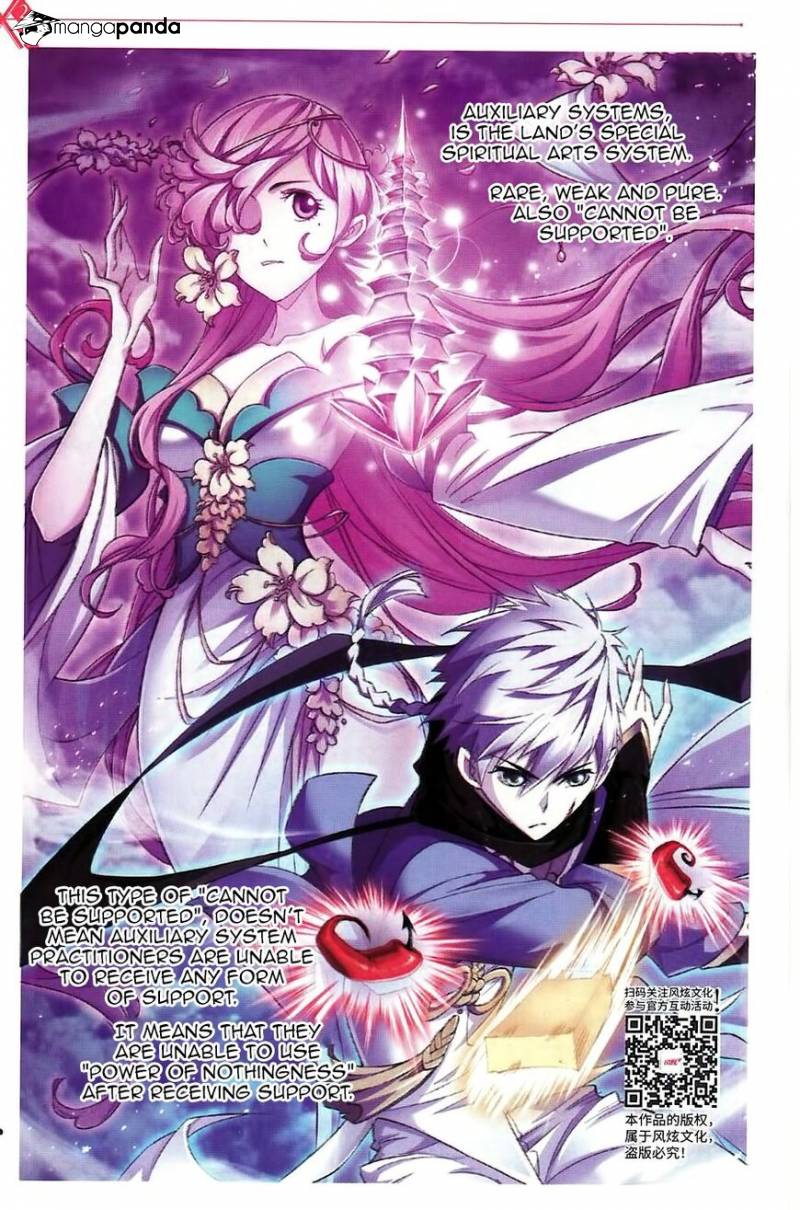 mangapanda
AUXILIARY SYSTEMS,
IS THE LAND'S SPECIAL
SPIRITUAL ARTS SYSTEM.
RARE, WEAK AND PURE.
ALSO "CANNOT BE
SUPPORTED".
THIS TYPE OF "CANNOT
BE SUPPORTED", DOESN'T
MEAN AUXILIARY SYSTEM
PRACTITIONERS ARE UNABLE
TO RECEIVE ANY FORM
OF SUPPORT.
IT MEANS THAT THEY
ARE UNABLE TO USE
"POWER OF NOTHINGNESS"
AFTER RECEIVING SUPPORT.
扫码关注风炫文化
参与官方互动活动!
本作品的版权，
属于风炫文化，
盗版必究！